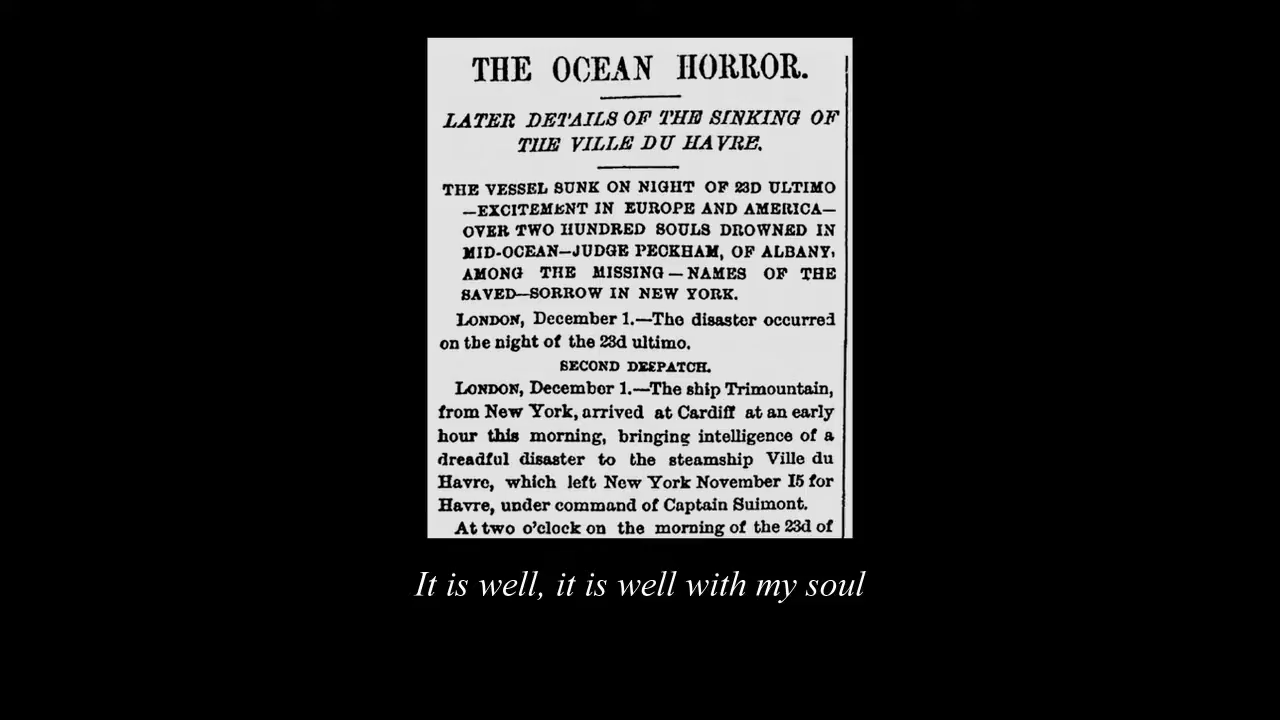 THE OCEAN HORROR.
LATER DETAILS OF THE SINKING OF
THE VILLE DU HAVRE.
THE VESSEL SUNK ON NIGHT OF 23D ULTIMO
—EXCITEMENT IN EUROPE AND AMERICA—
OVER TWO HUNDRED SOULS DROWNED IN
MID-OCEAN—JUDGE PECKHAM, OF ALBANY,
AMONG THE MISSING—NAMES OF THE
SAVED—SORROW IN NEW YORK.
LONDON, December 1.—The disaster occurred
on the night of the 23d ultimo.
SECOND DESPATCH.
LONDON, December 1.—The ship Trimountain,
from New York, arrived at Cardiff at an early
hour this morning, bringing intelligence of a
dreadful disaster to the steamship Ville du
Havre, which left New York November 15 for
Havre, under command of Captain Suimont.
At two o'clock on the morning of the 23d of
It is well, it is well with my soul